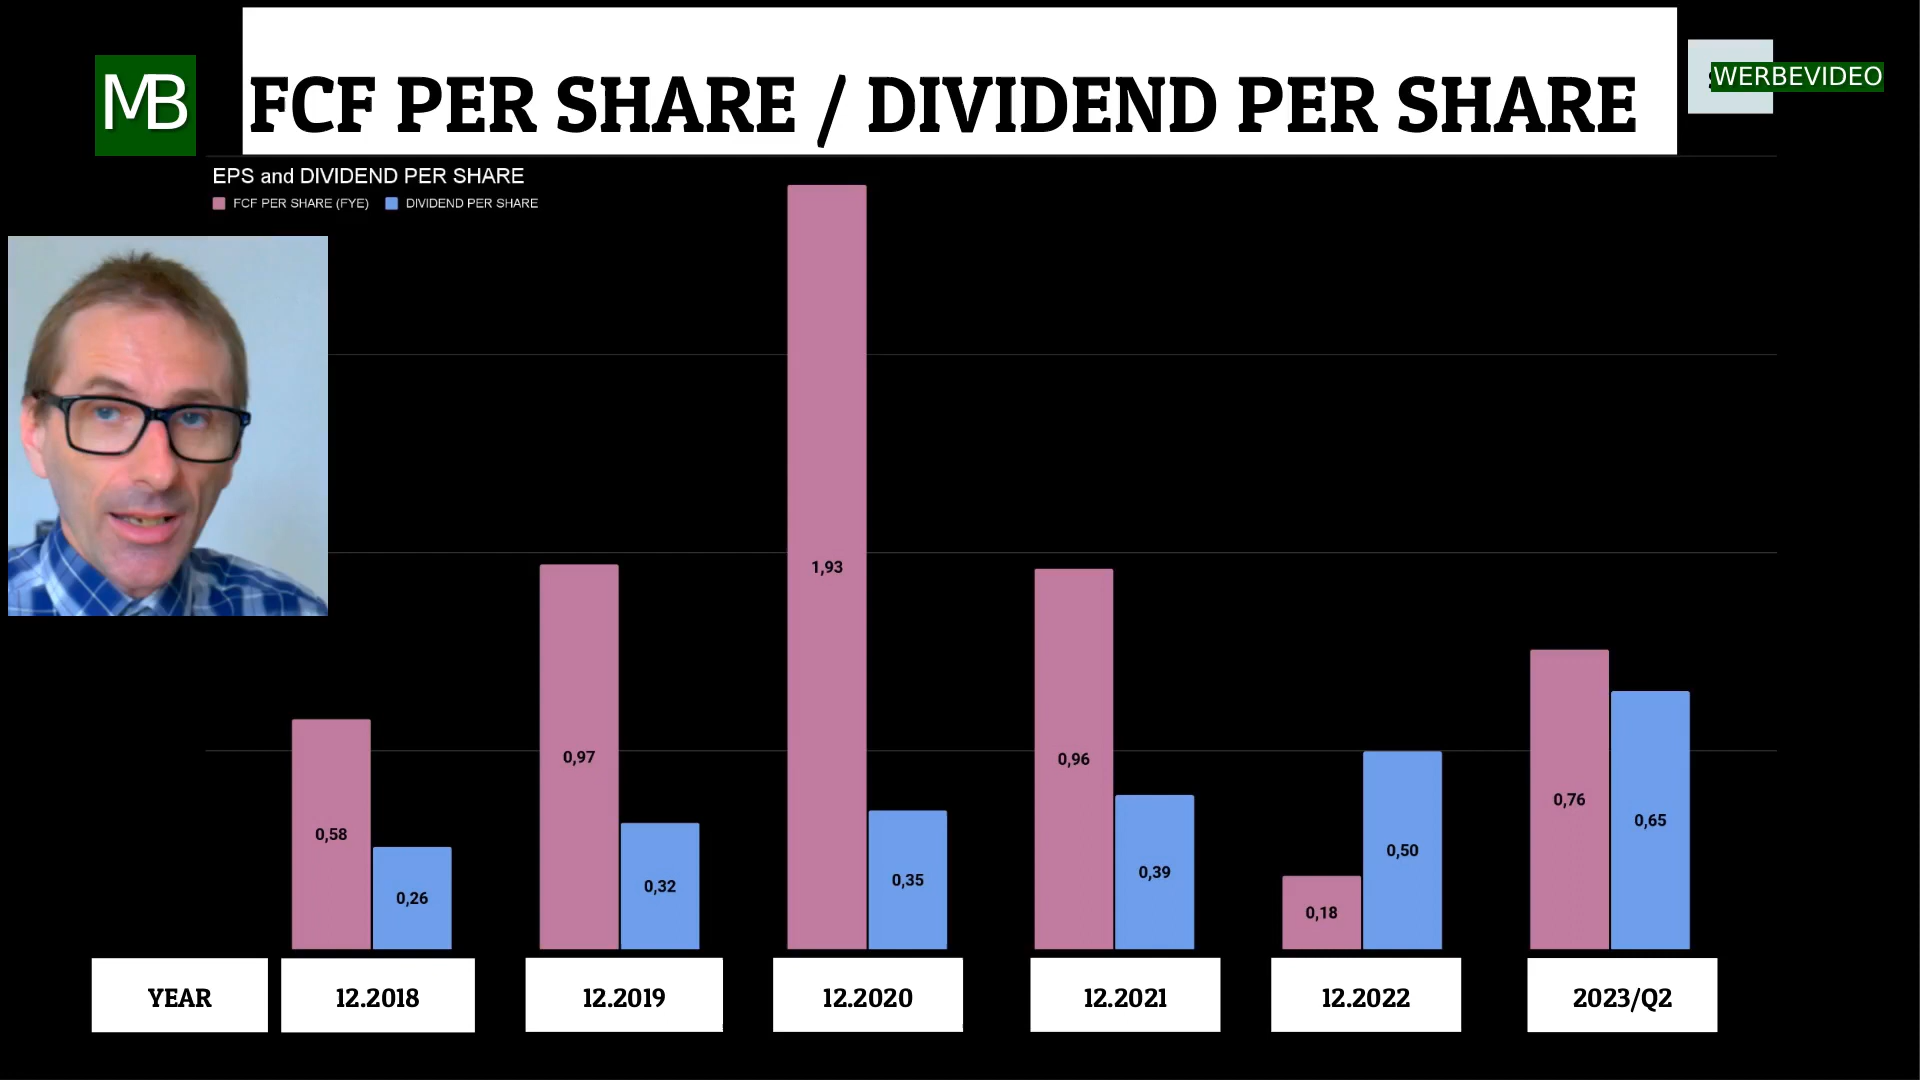 MB
FCF PER SHARE / DIVIDEND PER SHARE
WERBEVIDEO
EPS and DIVIDEND PER SHARE
FCF PER SHARE (FYE) DIVIDEND PER SHARE
1,93
0,97
0,96
0,76
0,65
0,58
0,50
0,39
0,35
0,32
0,26
0,18
YEAR 12.2018 12.2019 12.2020 12.2021 12.2022 2023/Q2